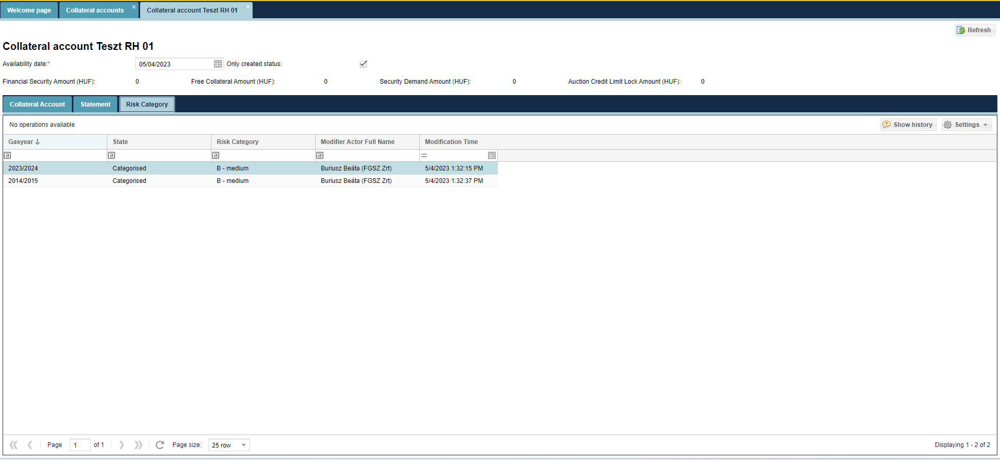 Welcome page Collateral accounts Collateral account Teszt RH 01
Refresh
Collateral account Teszt RH 01
Availability date:* 05/04/2023 Only created status:
Financial Security Amount (HUF): 0 Free Collateral Amount (HUF): 0 Security Demand Amount (HUF): 0 Auction Credit Limit Lock Amount (HUF): 0
Collateral Account Statement Risk Category
No operations available Show history Settings
Gasyear State Risk Category Modifier Actor Full Name Modification Time
a a a a =
2023/2024 Categorised B - medium Buriusz Beáta (FGSZ Zrt) 5/4/2023 1:32:15 PM
2014/2015 Categorised B - medium Buriusz Beáta (FGSZ Zrt) 5/4/2023 1:32:37 PM
Page 1 of 1 Page size: 25 row Displaying 1 - 2 of 2